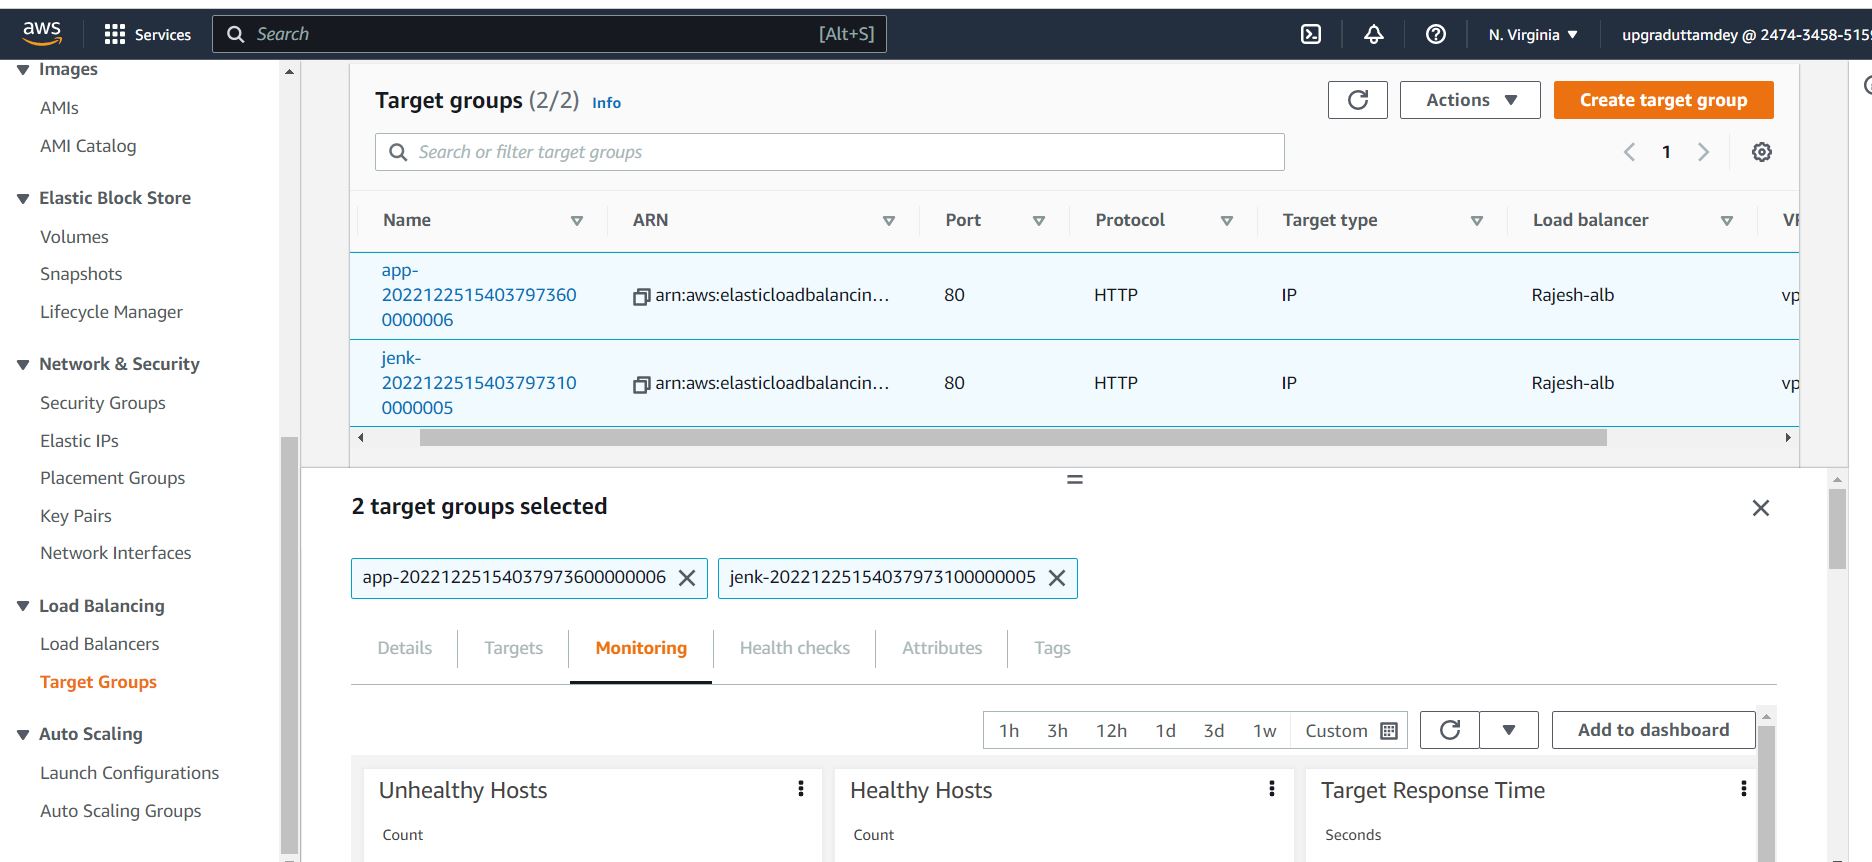 aws
Services
Search
[Alt+S]
N. Virginia
upgraduttamdey @ 2474-3458-515
Images
AMIs
AMI Catalog
Elastic Block Store
Volumes
Snapshots
Lifecycle Manager
Network & Security
Security Groups
Elastic IPs
Placement Groups
Key Pairs
Network Interfaces
Load Balancing
Load Balancers
Target Groups
Auto Scaling
Launch Configurations
Auto Scaling Groups
Target groups (2/2) Info
Actions
Create target group
Search or filter target groups
1
Name ARN Port Protocol Target type Load balancer
app-
2022122515403797360
0000006
arn:aws:elasticloadbalancin... 80 HTTP IP Rajesh-alb vp
jenk-
2022122515403797310
0000005
arn:aws:elasticloadbalancin... 80 HTTP IP Rajesh-alb vp
2 target groups selected
app-20221225154037973600000006
jenk-20221225154037973100000005
Details Targets Monitoring Health checks Attributes Tags
1h 3h 12h 1d 3d 1w Custom
Add to dashboard
Unhealthy Hosts
Count
Healthy Hosts
Count
Target Response Time
Seconds